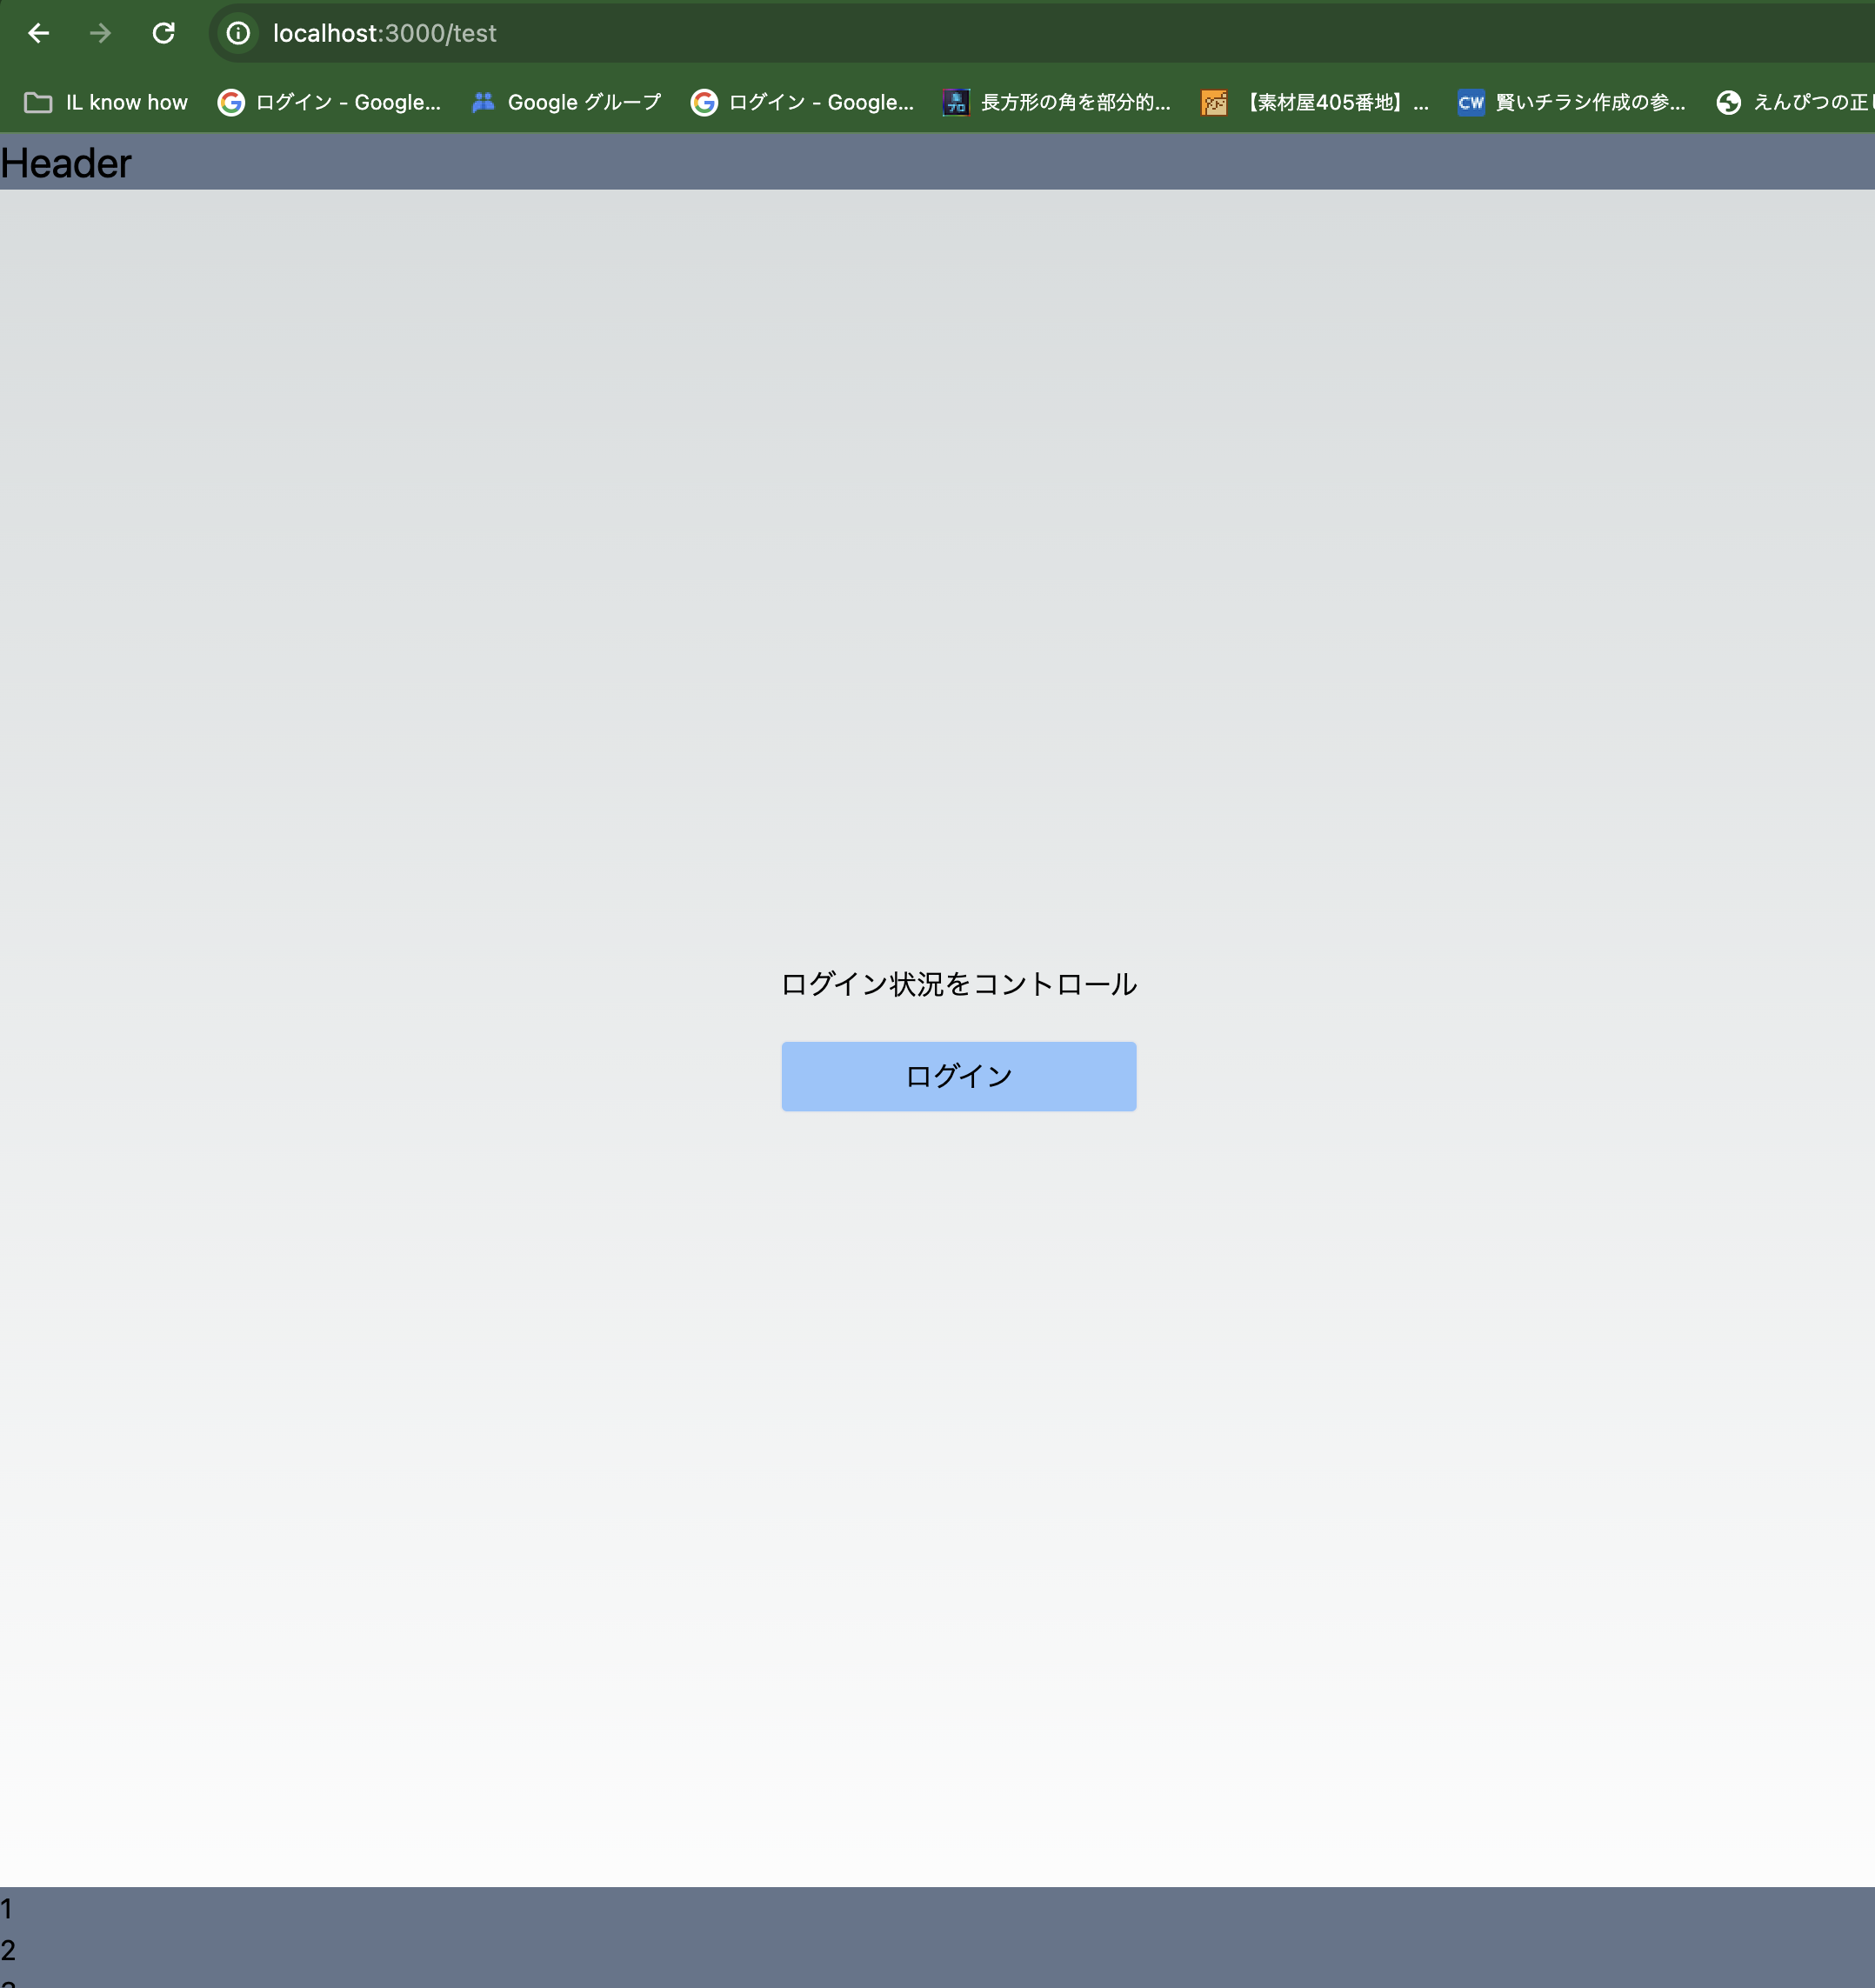 localhost:3000/test
IL know how ログイン - Google... Google グループ ログイン - Google... 長方形の角を部分的... 【素材屋405番地】... CW 賢いチラシ作成の参... えんぴつの正
Header
ログイン状況をコントロール
ログイン
1
2